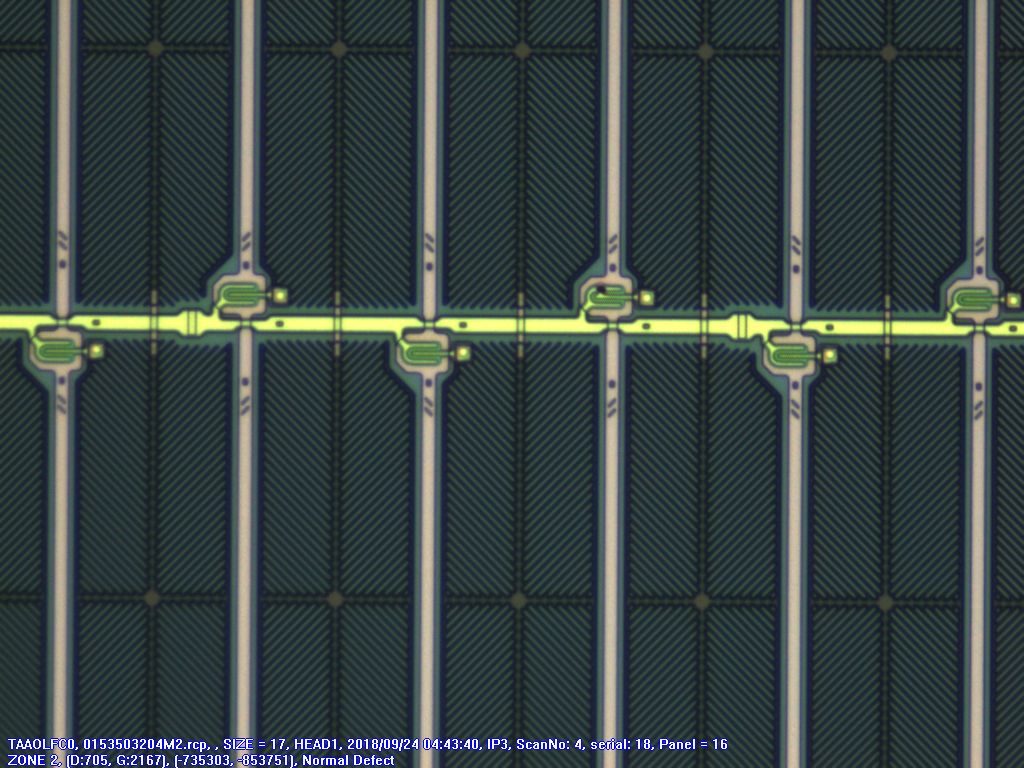 TAAOLFC0, 0153503204M2.rcp, , SIZE = 17, HEAD1, 2018/09/24 04:43:40, IP3, ScanNo: 4, serial: 18, Panel = 16
ZONE 2, [D:705, G:2167], [-735303, -853751], Normal Defect